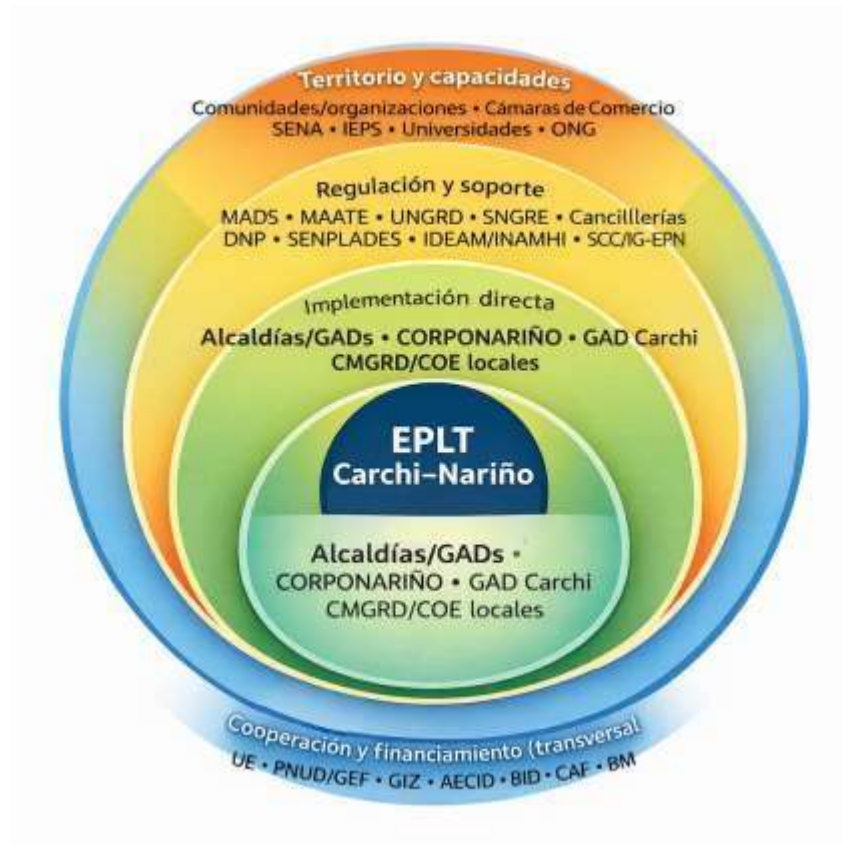 Territorio y capacidades
Comunidades/organizaciones • Cámaras de Comercio
SENA • IEPS • Universidades • ONG
Regulación y soporte
MADS • MAATE • UNGRD • SNGRE • Cancilllerías
DNP • SENPLADES • IDEAM/INAMHI • SCC/IG-EPN
Implementación directa
Alcaldías/GADs • CORPONARIÑO • GAD Carchi
CMGRD/COE locales
EPLT
Carchi–Nariño
Alcaldías/GADs •
CORPONARIÑO • GAD Carchi
CMGRD/COE locales
Cooperación y financiamiento (transversal
UE • PNUD/GEF • GIZ • AECID • BID • CAF • BM